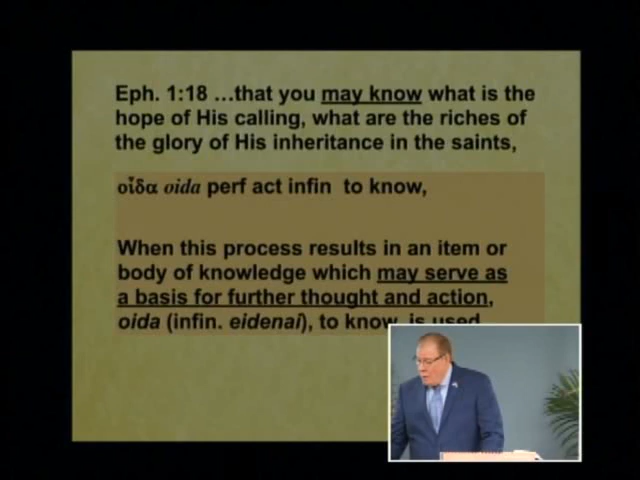 Eph. 1:18 …that you may know what is the
hope of His calling, what are the riches of
the glory of His inheritance in the saints,
οἶδα oida perf act infin to know,
When this process results in an item or
body of knowledge which may serve as
a basis for further thought and action,
oida (infin. eidenai), to know, is used